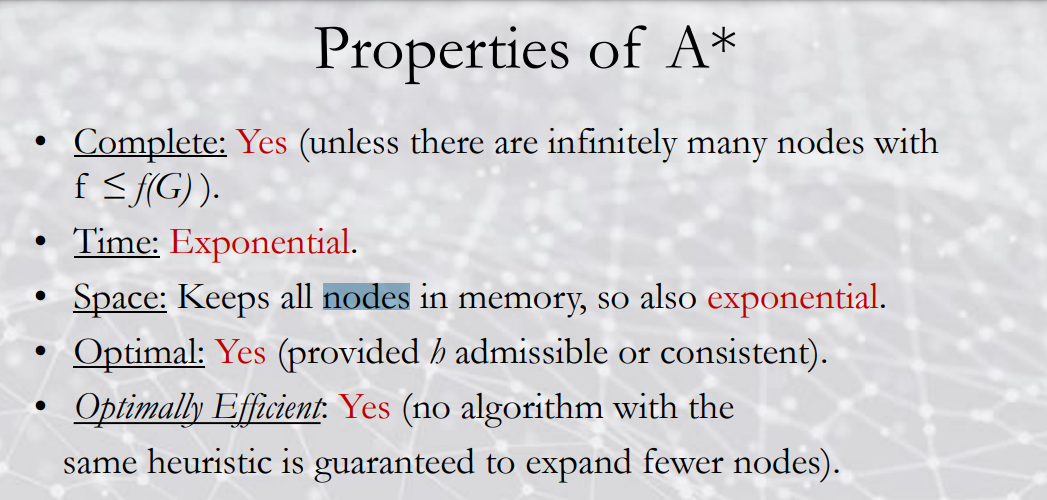 Properties of A*
• Complete: Yes (unless there are infinitely many nodes with
f ≤ f(G) ).
• Time: Exponential.
• Space: Keeps all nodes in memory, so also exponential.
• Optimal: Yes (provided h admissible or consistent).
• Optimally Efficient: Yes (no algorithm with the
same heuristic is guaranteed to expand fewer nodes).